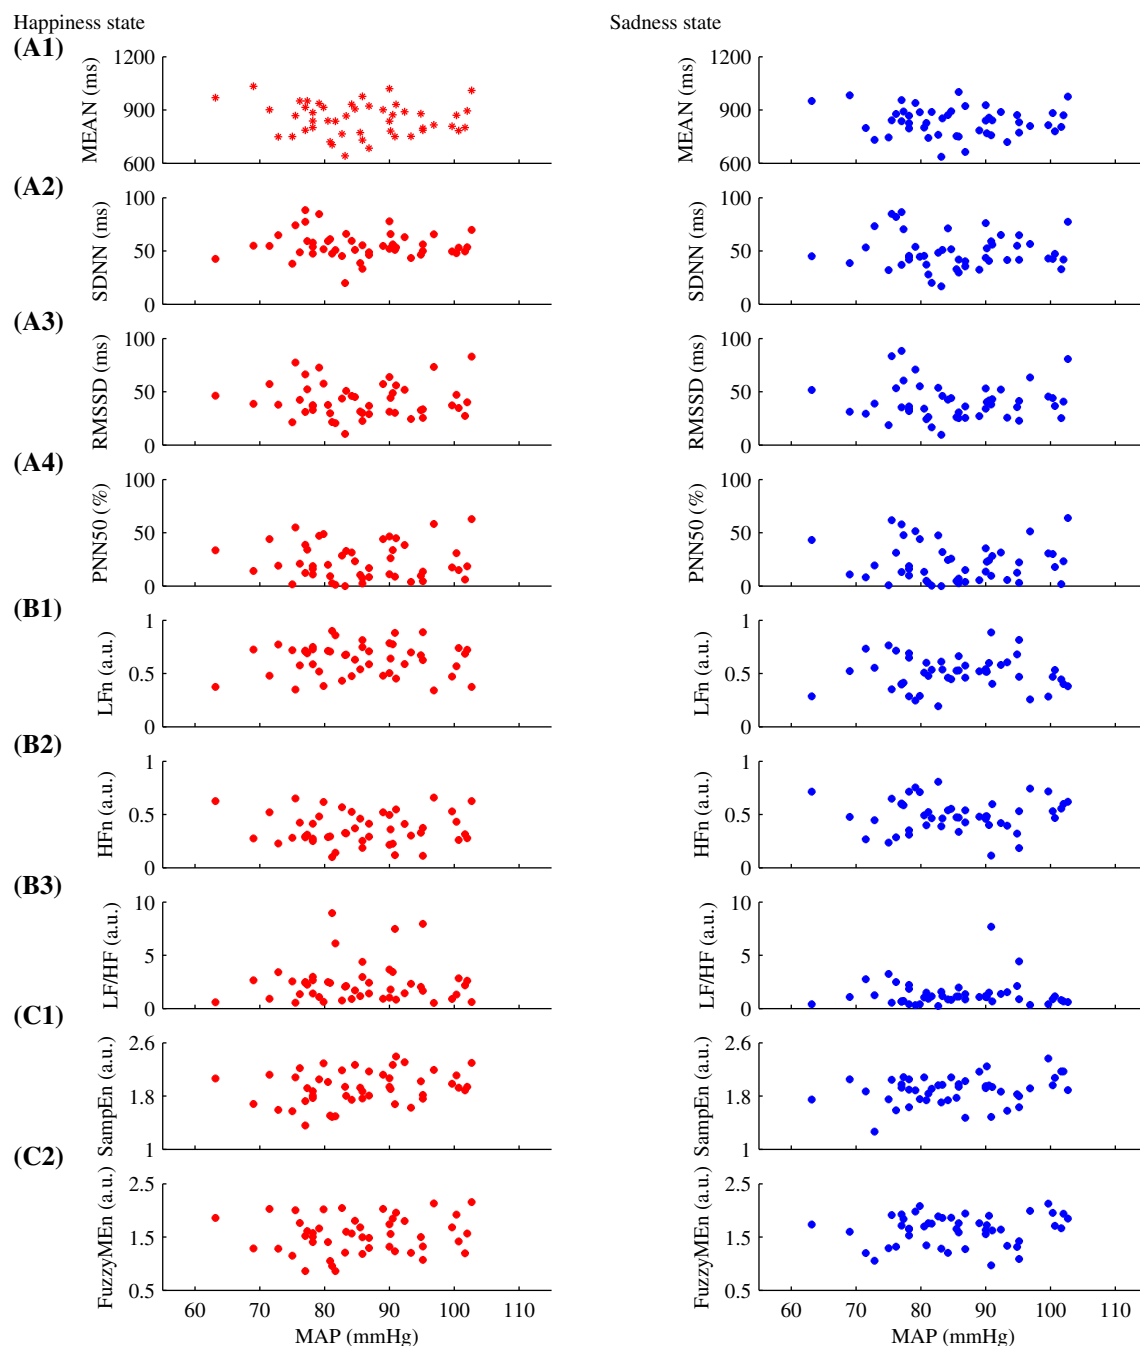 Happiness state
Sadness state
(A1)
1200
900
600
MEAN (ms)
1200
900
600
MEAN (ms)
(A2)
100
50
0
SDNN (ms)
100
50
0
SDNN (ms)
(A3)
100
50
0
RMSSD (ms)
100
50
0
RMSSD (ms)
(A4)
100
50
0
PNN50 (%)
100
50
0
PNN50 (%)
(B1)
1
0.5
0
LFn (a.u.)
1
0.5
0
LFn (a.u.)
(B2)
1
0.5
0
HFn (a.u.)
1
0.5
0
HFn (a.u.)
(B3)
10
5
0
LF/HF (a.u.)
10
5
0
LF/HF (a.u.)
(C1)
2.6
1.8
1
SampEn (a.u.)
2.6
1.8
1
SampEn (a.u.)
(C2)
2.5
1.5
0.5
FuzzyMEn (a.u.)
2.5
1.5
0.5
FuzzyMEn (a.u.)
60 70 80 90 100 110
MAP (mmHg)
60 70 80 90 100 110
MAP (mmHg)